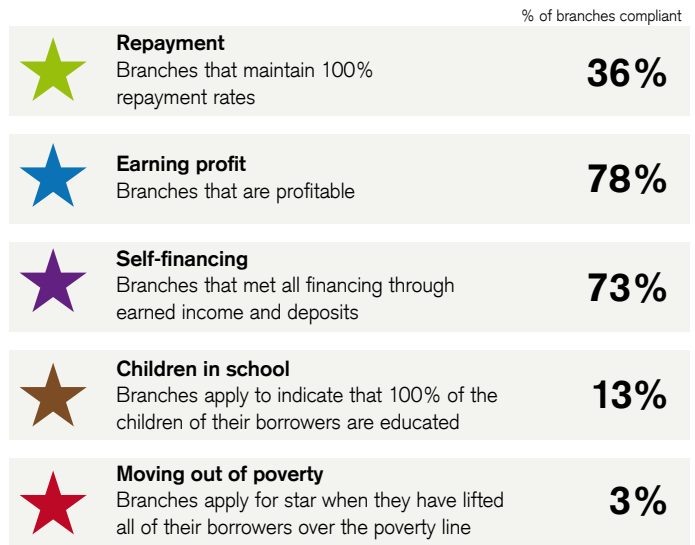 % of branches compliant
Repayment
Branches that maintain 100%
repayment rates
36%
Earning profit
Branches that are profitable
78%
Self-financing
Branches that met all financing through
earned income and deposits
73%
Children in school
Branches apply to indicate that 100% of the
children of their borrowers are educated
13%
Moving out of poverty
Branches apply for star when they have lifted
all of their borrowers over the poverty line
3%